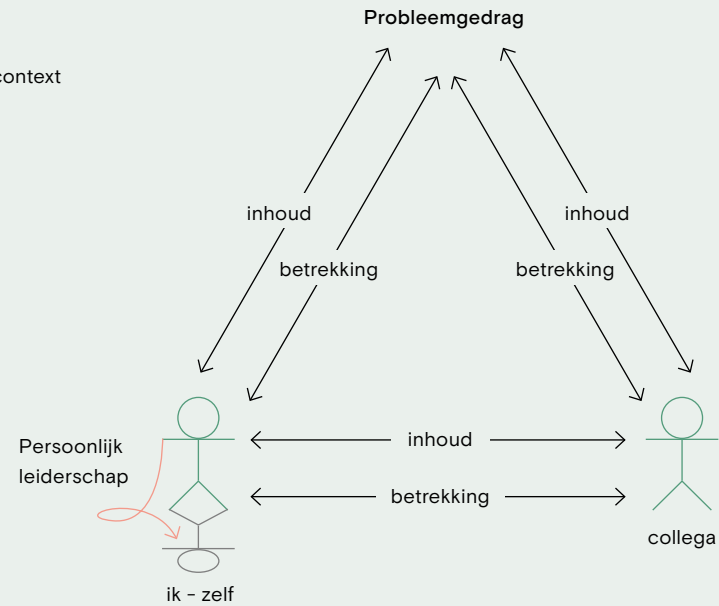 Probleemgedrag
context
inhoud
inhoud
betrekking
betrekking
Persoonlijk
leiderschap
inhoud
betrekking
collega
ik - zelf